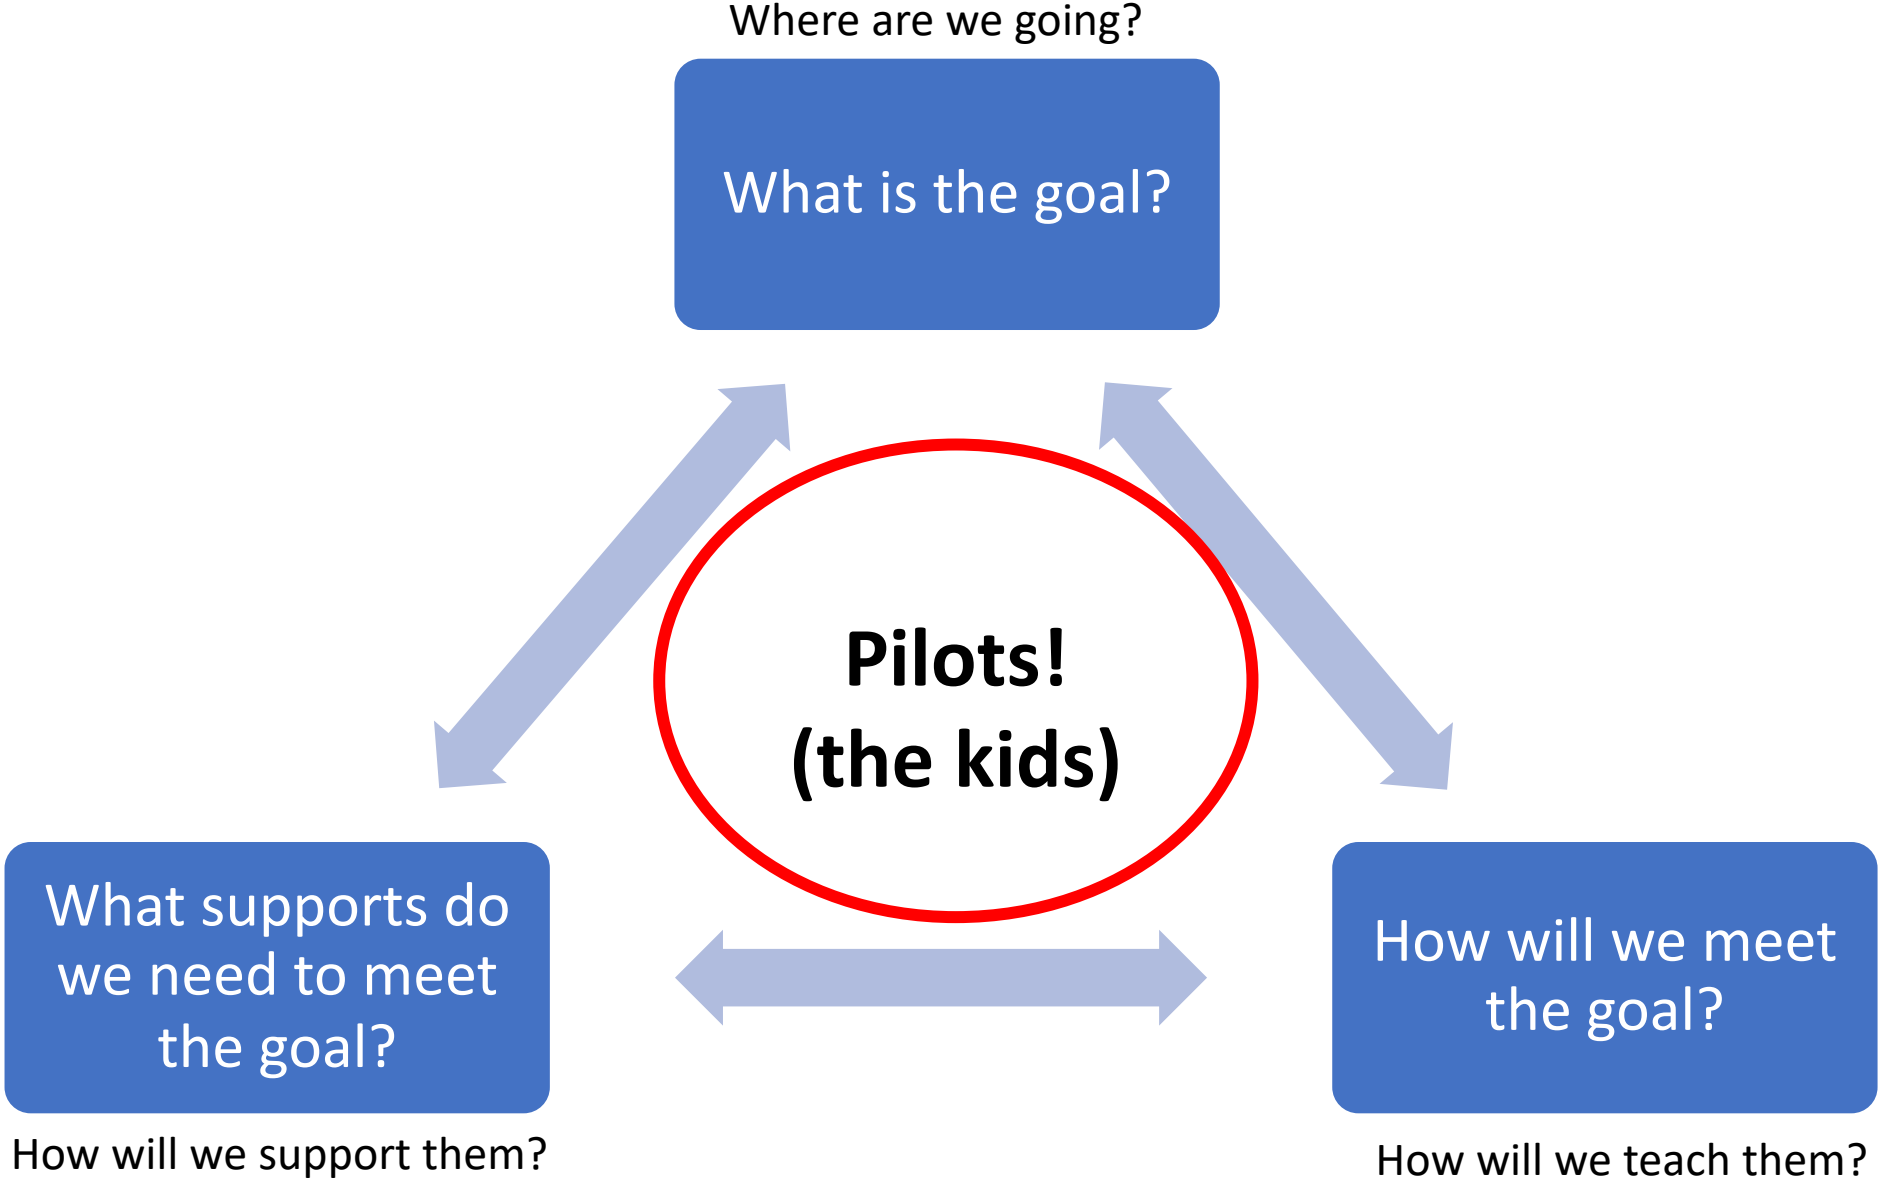 Where are we going?
What is the goal?
Pilots!
(the kids)
What supports do
we need to meet
the goal?
How will we support them?
How will we meet
the goal?
How will we teach them?